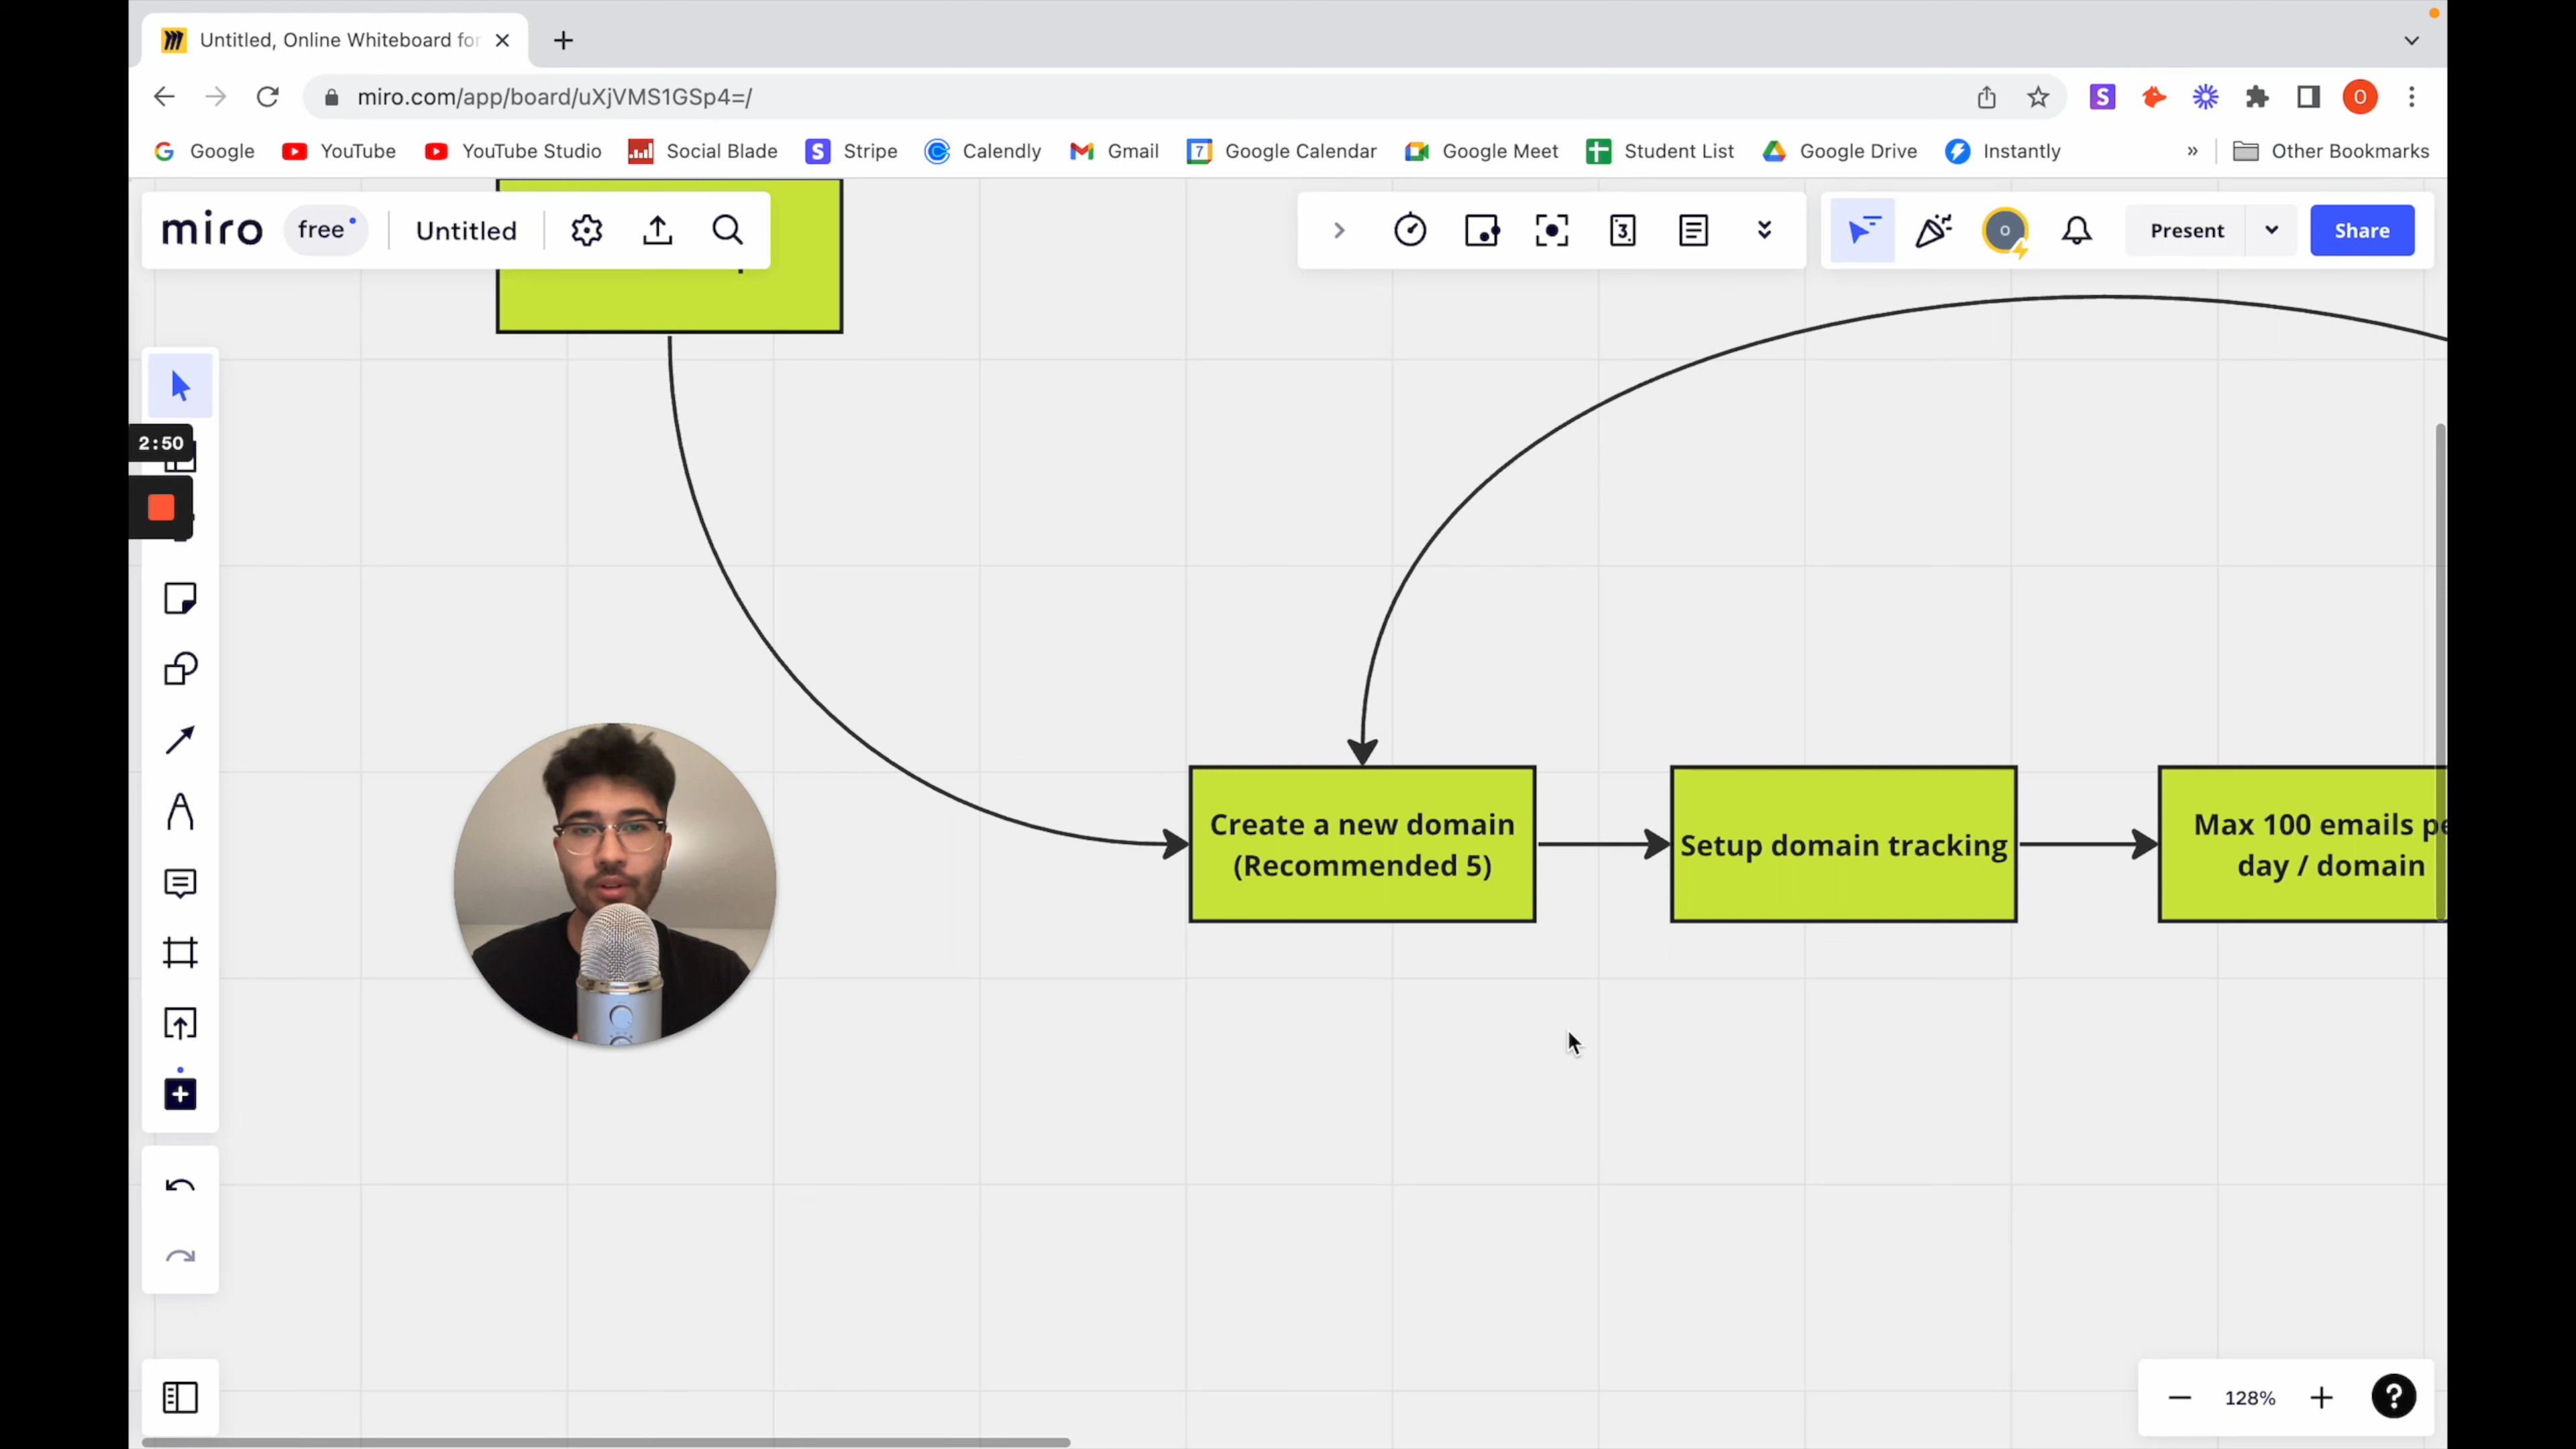 Untitled, Online Whiteboard for
miro.com/app/board/uXjVMS1GSp4=/
O
Google
YouTube
YouTube Studio
Social Blade
S
Stripe
Calendly
Gmail
7
Google Calendar
Google Meet
Student List
Google Drive
Instantly
»
Other Bookmarks
miro
free
Untitled
3
O
Present
Share
2:50
Create a new domain
(Recommended 5)
Setup domain tracking
Max 100 emails pe
day / domain
128%
?